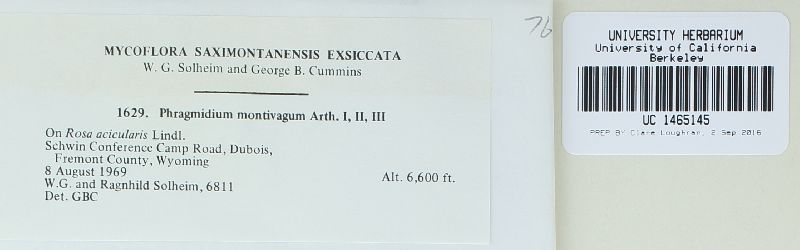 MYCOFLORA SAXIMONTANENSIS EXSICCATA
W. G. Solheim and George B. Cummins
1629. Phragmidium montivagum Arth. I, II, III
On Rosa acicularis Lindl.
Schwin Conference Camp Road, Dubois,
Fremont County, Wyoming
8 August 1969
Alt. 6,600 ft.
W.G. and Ragnhild Solheim, 6811
Det. GBC
76
UNIVERSITY HERBARIUM
University of California
Berkeley
UC 1465145
PREP BY Clare Loughran, 2 Sep 2016